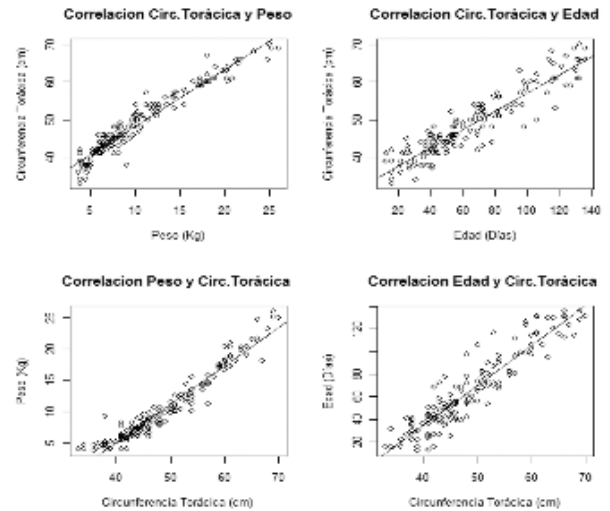 Correlacion Circ.Torácica y Peso
Circunferencia Torácica (cm)
70
60
50
40
5 10 15 20 25
Peso (Kg)
Correlacion Circ.Torácica y Edad
Circunferencia Torácica (cm)
70
60
50
40
20 40 60 80 100 120 140
Edad (Días)
Correlacion Peso y Circ.Torácica
Peso (Kg)
25
20
15
10
5
40 50 60 70
Circunferencia Torácica (cm)
Correlacion Edad y Circ.Torácica
Edad (Días)
120
80
60
40
20
40 50 60 70
Circunferencia Torácica (cm)